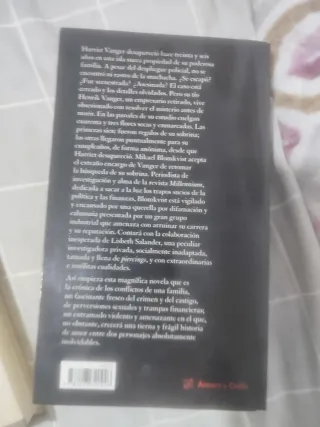 Harriet Vanger desapareció hace treinta y seis
años en una isla sueca propiedad de su poderosa
familia. A pesar del despliegue policial, no se
encontró ni rastro de la muchacha. ¿Se escapó?
¿Fue secuestrada? ¿Asesinada? El caso está
cerrado y los detalles olvidados. Pero su tío
Henrik Vanger, un empresario retirado, vive
obsesionado con resolver el misterio antes de
morir. En las paredes de su estudio cuelgan
cuarenta y tres flores secas y enmarcadas. Las
primeras siete fueron regalos de su sobrina;
las otras llegaron puntualmente para su
cumpleaños, de forma anónima, desde que
Harriet desapareció. Mikael Blomkvist acepta
el extraño encargo de Vanger de retomar
la búsqueda de su sobrina. Periodista de
investigación y alma de la revista Millennium,
dedicada a sacar a la luz los trapos sucios de la
política y las finanzas, Blomkvist está vigilado
y encausado por una querella por difamación y
calumnia presentada por un gran grupo
industrial que amenaza con arruinar su carrera
y su reputación. Contará con la colaboración
inesperada de Lisbeth Salander, una peculiar
investigadora privada, socialmente inadaptada,
tatuada y llena de piercings, y con extraordinarias
e insólitas cualidades.
Así empieza esta magnífica novela que es
la crónica de los conflictos de una familia,
un fascinante fresco del crimen y del castigo,
de perversiones sexuales y trampas financieras;
un entramado violento y amenazante en el que,
no obstante, crecerá una tierna y frágil historia
de amor entre dos personajes absolutamente
inolvidables.